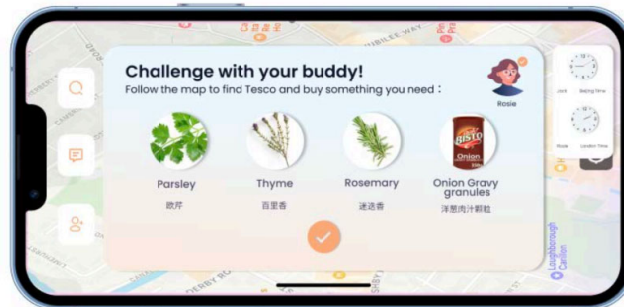 Challenge with your buddy!
Follow the map to find Tesco and buy something you need :
Rosie
BISTO
Onion
Parsley
Thyme
Rosemary
Onion Gravy
granules
欧芹
百里香
迷迭香
洋葱肉汁颗粒
Beijing Time
London Time
JUBILEE WAY
DERBY RO
Loughborough
Carillon